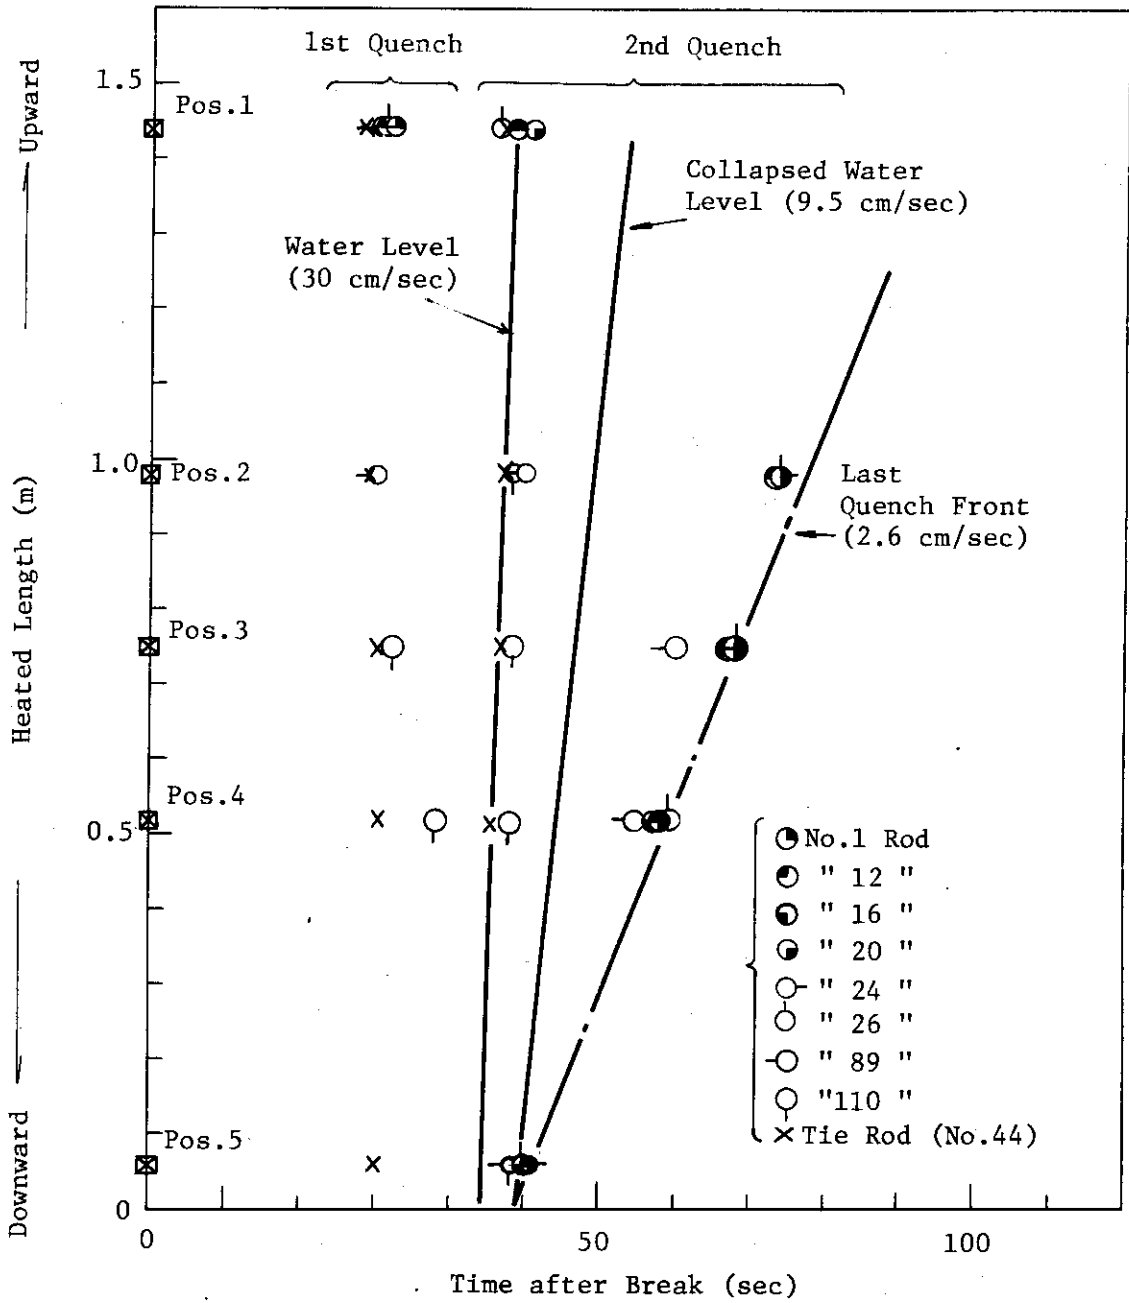 1st Quench
2nd Quench
Upward
1.5
Pos.1
Collapsed Water
Level (9.5 cm/sec)
Water Level
(30 cm/sec)
1.0
Pos.2
Last
Quench Front
(2.6 cm/sec)
Heated Length (m)
Pos.3
Pos.4
0.5
No.1 Rod
" 12 "
" 16 "
" 20 "
" 24 "
" 26 "
" 89 "
"110 "
Tie Rod (No.44)
Pos.5
Downward
0
0
50
100
Time after Break (sec)